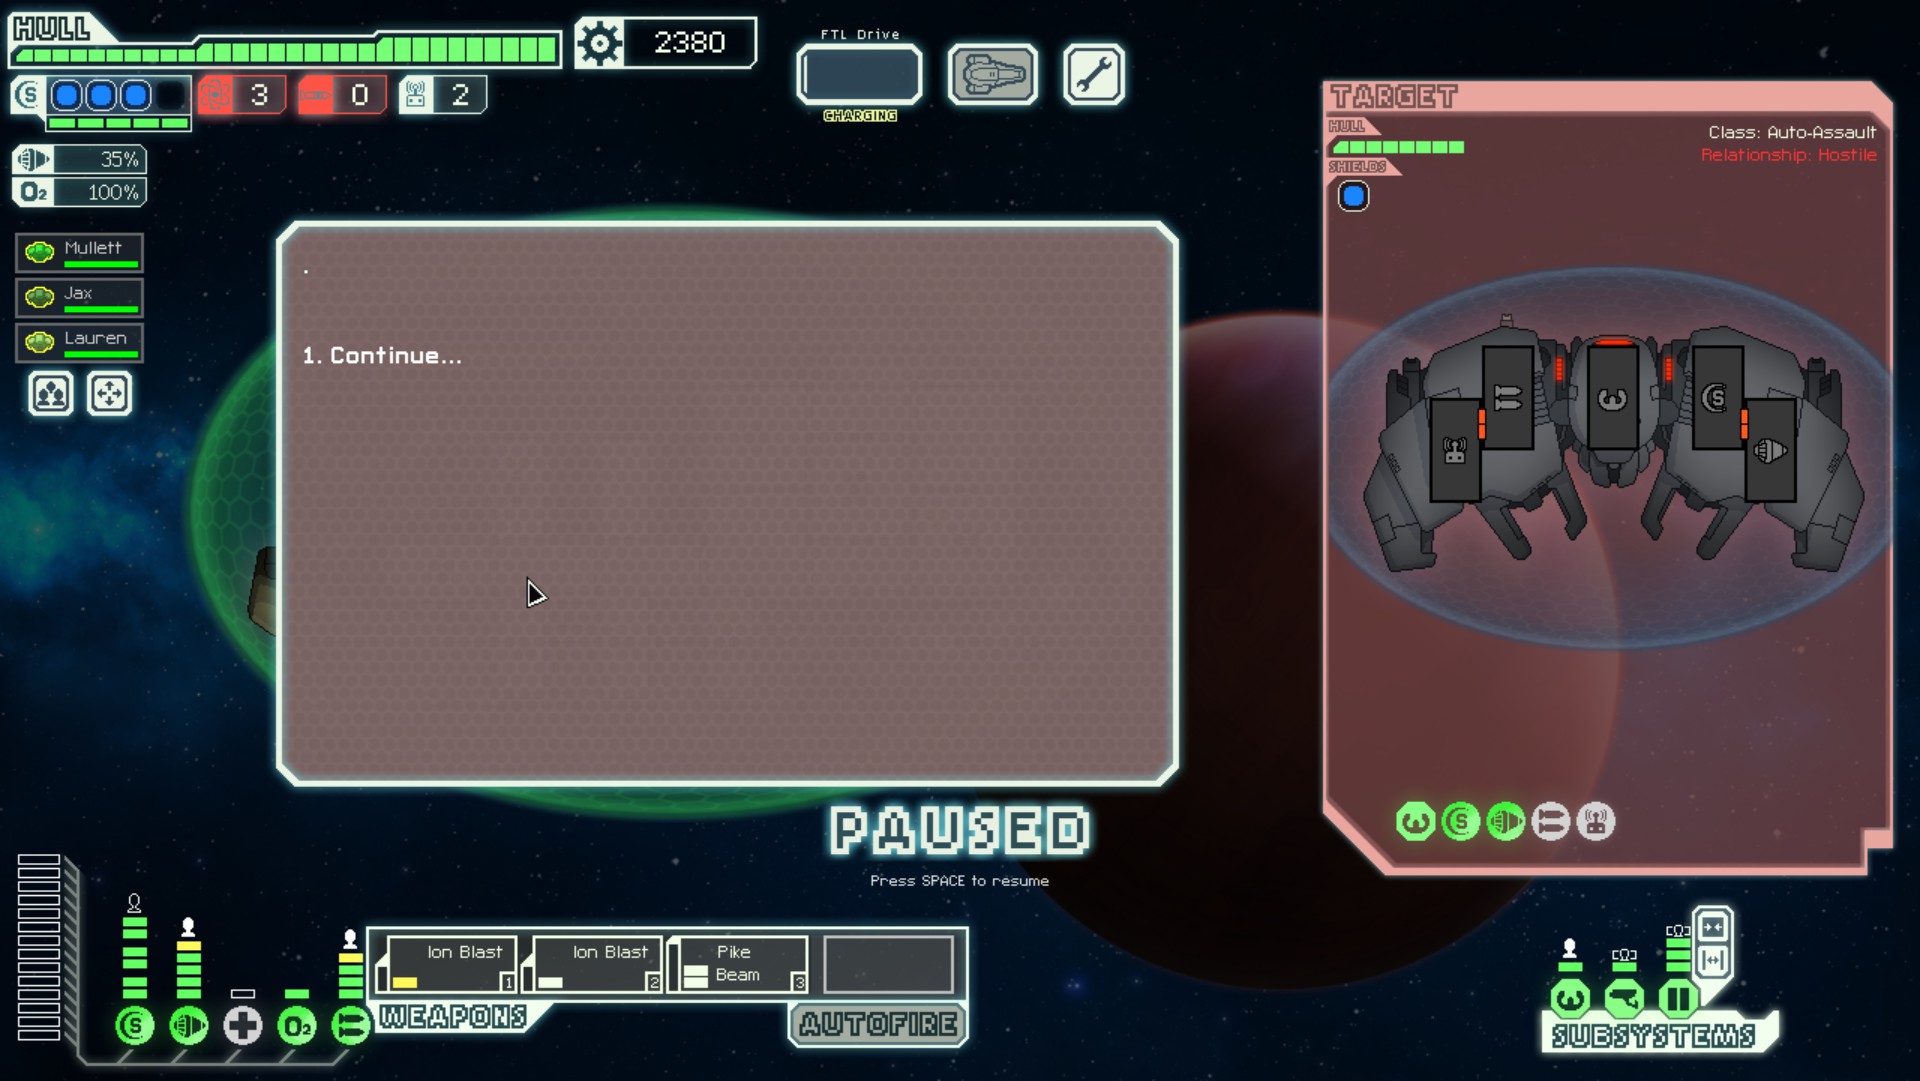 HULL
2380
FTL Drive
CHARGING
3
0
2
35%
O2 100%
Mullett
Jax
Lauren
.
1. Continue...
TARGET
HULL
Class: Auto-Assault
Relationship: Hostile
SHIELDS
PAUSED
Press SPACE to resume
Ion Blast 1
Ion Blast 2
Pike Beam 3
WEAPONS
AUTOFIRE
SUBSYSTEMS